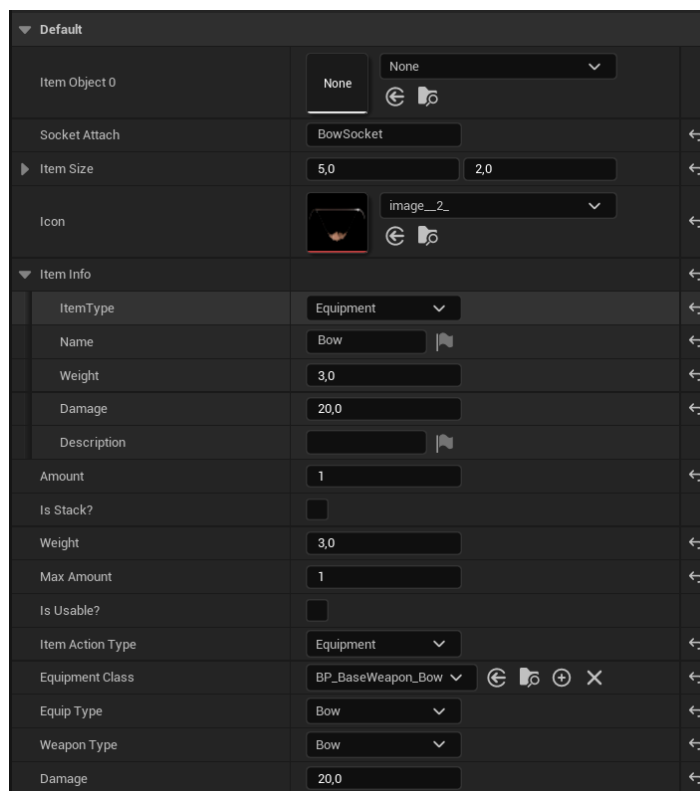 Default
Item Object 0
None
None
Socket Attach
BowSocket
Item Size
5,0
2,0
Icon
image__2_
Item Info
ItemType
Equipment
Name
Bow
Weight
3,0
Damage
20,0
Description
Amount
1
Is Stack?
Weight
3,0
Max Amount
1
Is Usable?
Item Action Type
Equipment
Equipment Class
BP_BaseWeapon_Bow
Equip Type
Bow
Weapon Type
Bow
Damage
20,0